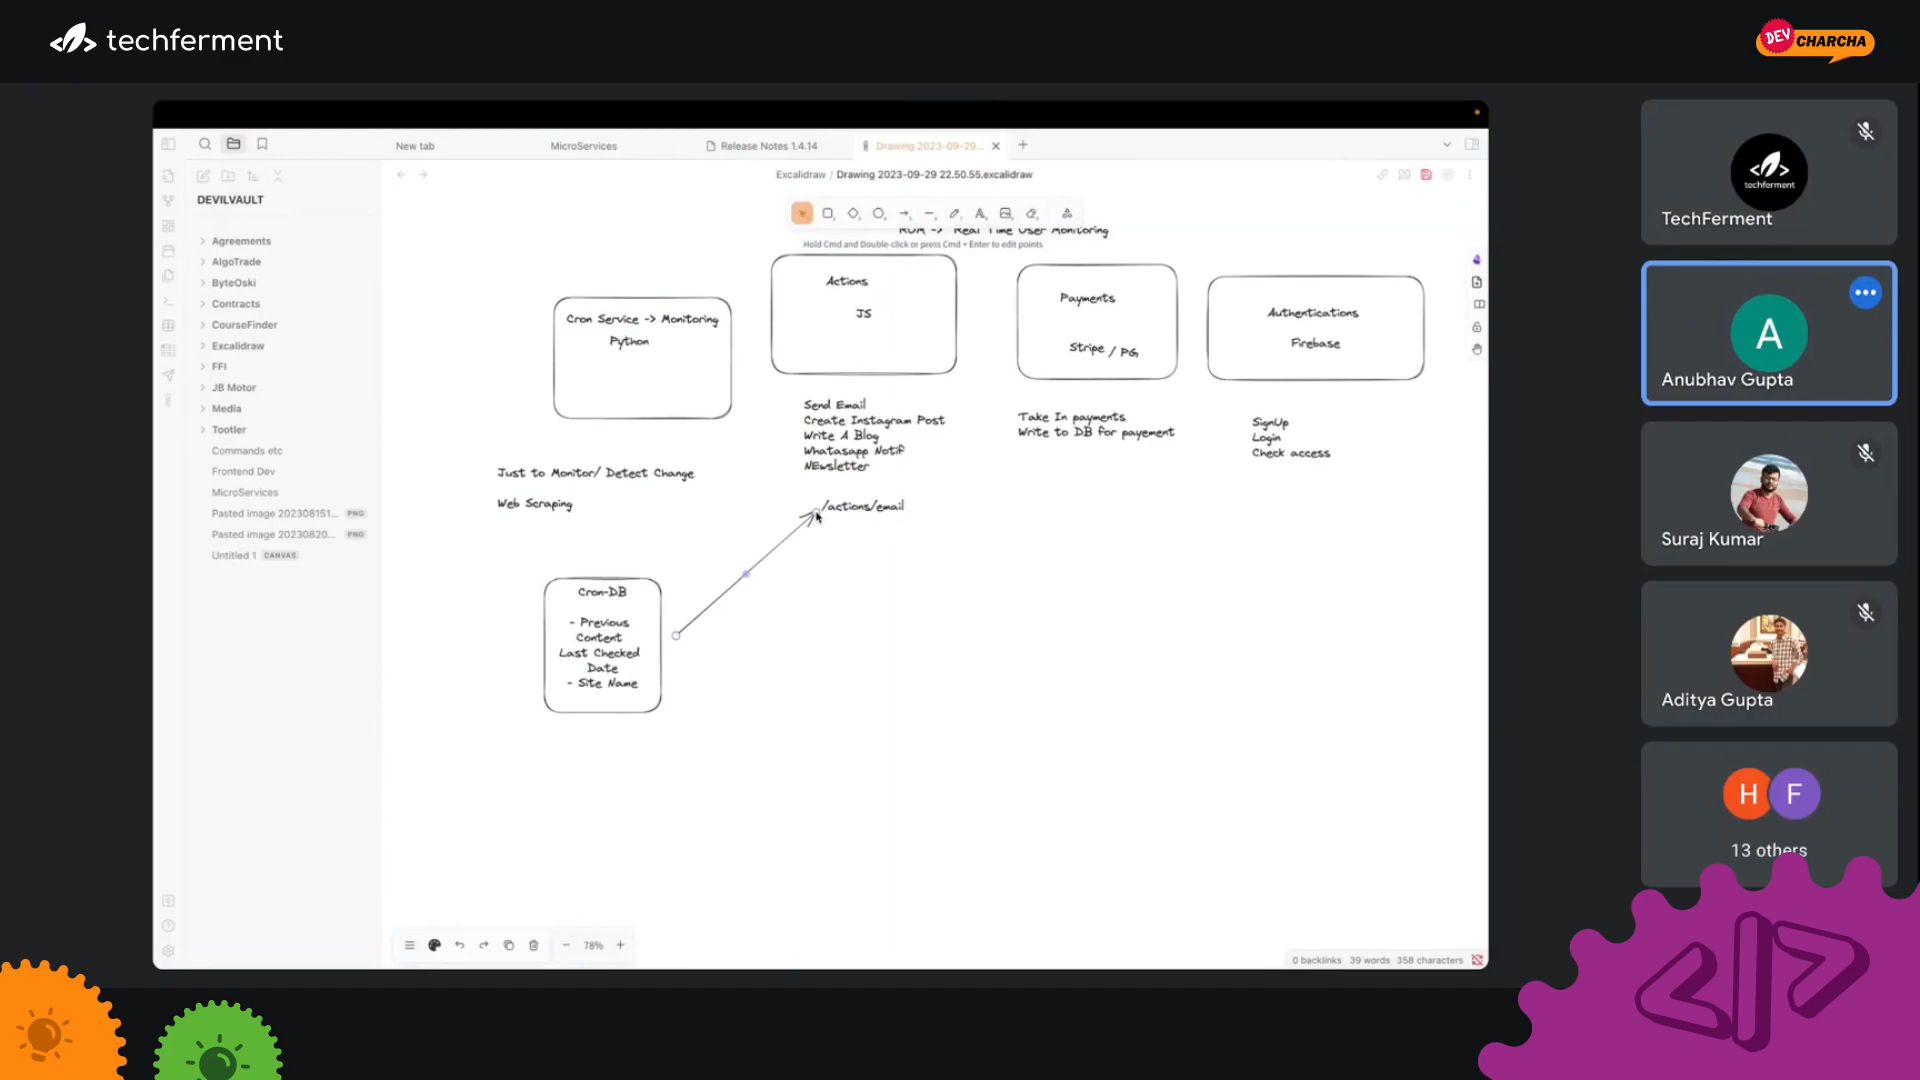 techferment
DEV
CHARCHA
New tab
MicroServices
Release Notes 1.4.14
Drawing 2023-09-29...
Excalidraw / Drawing 2023-09-29 22.50.55.excalidraw
DEVILVAULT
Agreements
AlgoTrade
ByteOski
Contracts
CourseFinder
Excalidraw
FFI
JB Motor
Media
Tootler
Commands etc
Frontend Dev
MicroServices
Pasted image 202308151... PNG
Pasted image 20230820... PNG
Untitled 1 CANVAS
RUM -> Real Time User Monitoring
Hold Cmd and Double-click or press Cmd + Enter to edit points
Cron Service -> Monitoring
Python
Just to Monitor/ Detect Change
Web Scraping
Actions
JS
Send Email
Create Instagram Post
Write A Blog
Whatasapp Notif
NEwsletter
/actions/email
Payments
Stripe / PG
Take In payments
Write to DB for payement
Authentications
Firebase
SignUp
Login
Check access
Cron-DB
- Previous
Content
Last Checked
Date
- Site Name
78%
0 backlinks 39 words 358 characters
techferment
TechFerment
A
Anubhav Gupta
Suraj Kumar
Aditya Gupta
H F
13 others